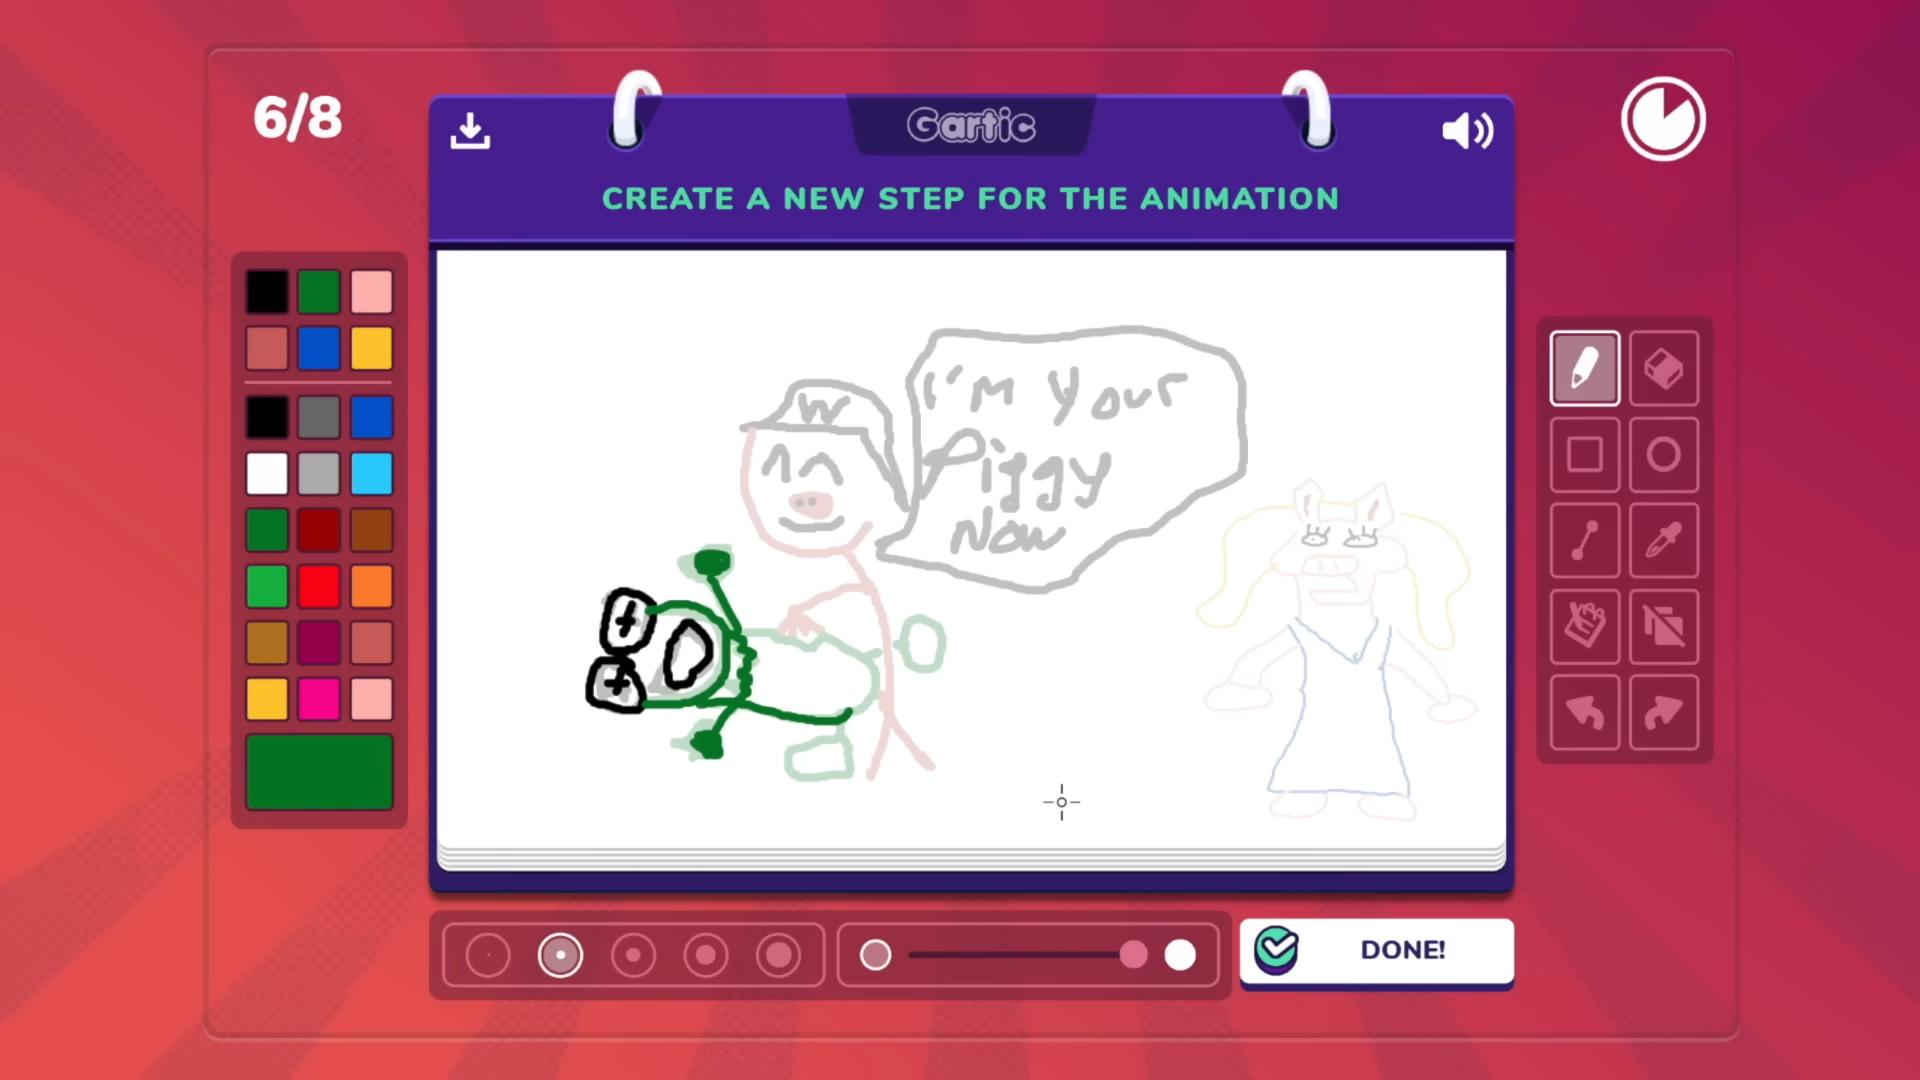 6/8
Gartic
CREATE A NEW STEP FOR THE ANIMATION
W
I'm Your
Piggy
Now
DONE!